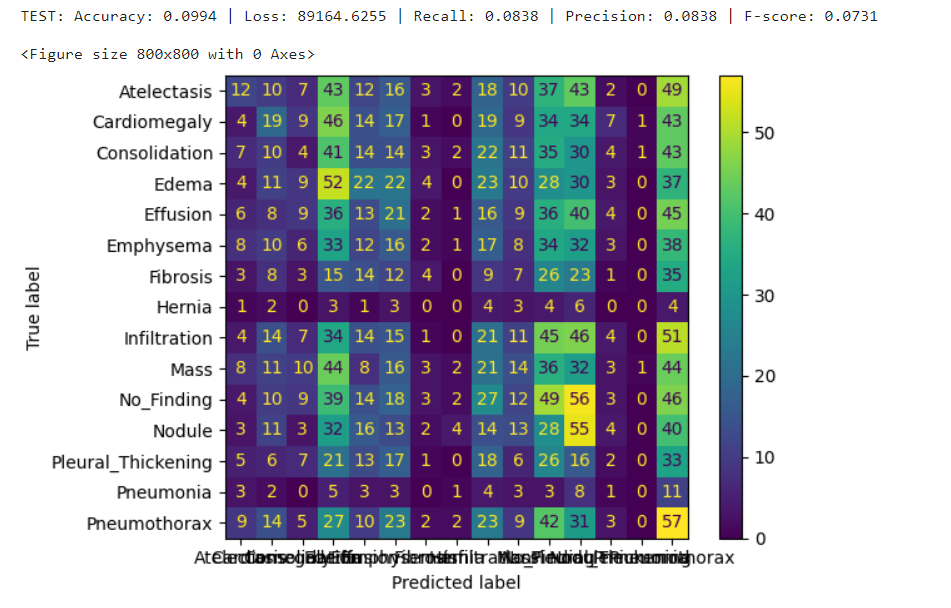 TEST: Accuracy: 0.0994 | Loss: 89164.6255 | Recall: 0.0838 | Precision: 0.0838 | F-score: 0.0731
<Figure size 800x800 with 0 Axes>
Atelectasis 12 10 7 43 12 16 3 2 18 10 37 43 2 0 49
Cardiomegaly 4 19 9 46 14 17 1 0 19 9 34 34 7 1 43
Consolidation 7 10 4 41 14 14 3 2 22 11 35 30 4 1 43
Edema 4 11 9 52 22 22 4 0 23 10 28 30 3 0 37
Effusion 6 8 9 36 13 21 2 1 16 9 36 40 4 0 45
Emphysema 8 10 6 33 12 16 2 1 17 8 34 32 3 0 38
Fibrosis 3 8 3 15 14 12 4 0 9 7 26 23 1 0 35
Hernia 1 2 0 3 1 3 0 0 4 3 4 6 0 0 4
Infiltration 4 14 7 34 14 15 1 0 21 11 45 46 4 0 51
Mass 8 11 10 44 8 16 3 2 21 14 36 32 3 1 44
No_Finding 4 10 9 39 14 18 3 2 27 12 49 56 3 0 46
Nodule 3 11 3 32 16 13 2 4 14 13 28 55 4 0 40
Pleural_Thickening 5 6 7 21 13 17 1 0 18 6 26 16 2 0 33
Pneumonia 3 2 0 5 3 3 0 1 4 3 3 8 1 0 11
Pneumothorax 9 14 5 27 10 23 2 2 23 9 42 31 3 0 57
True label
Predicted label
50
40
30
20
10
0